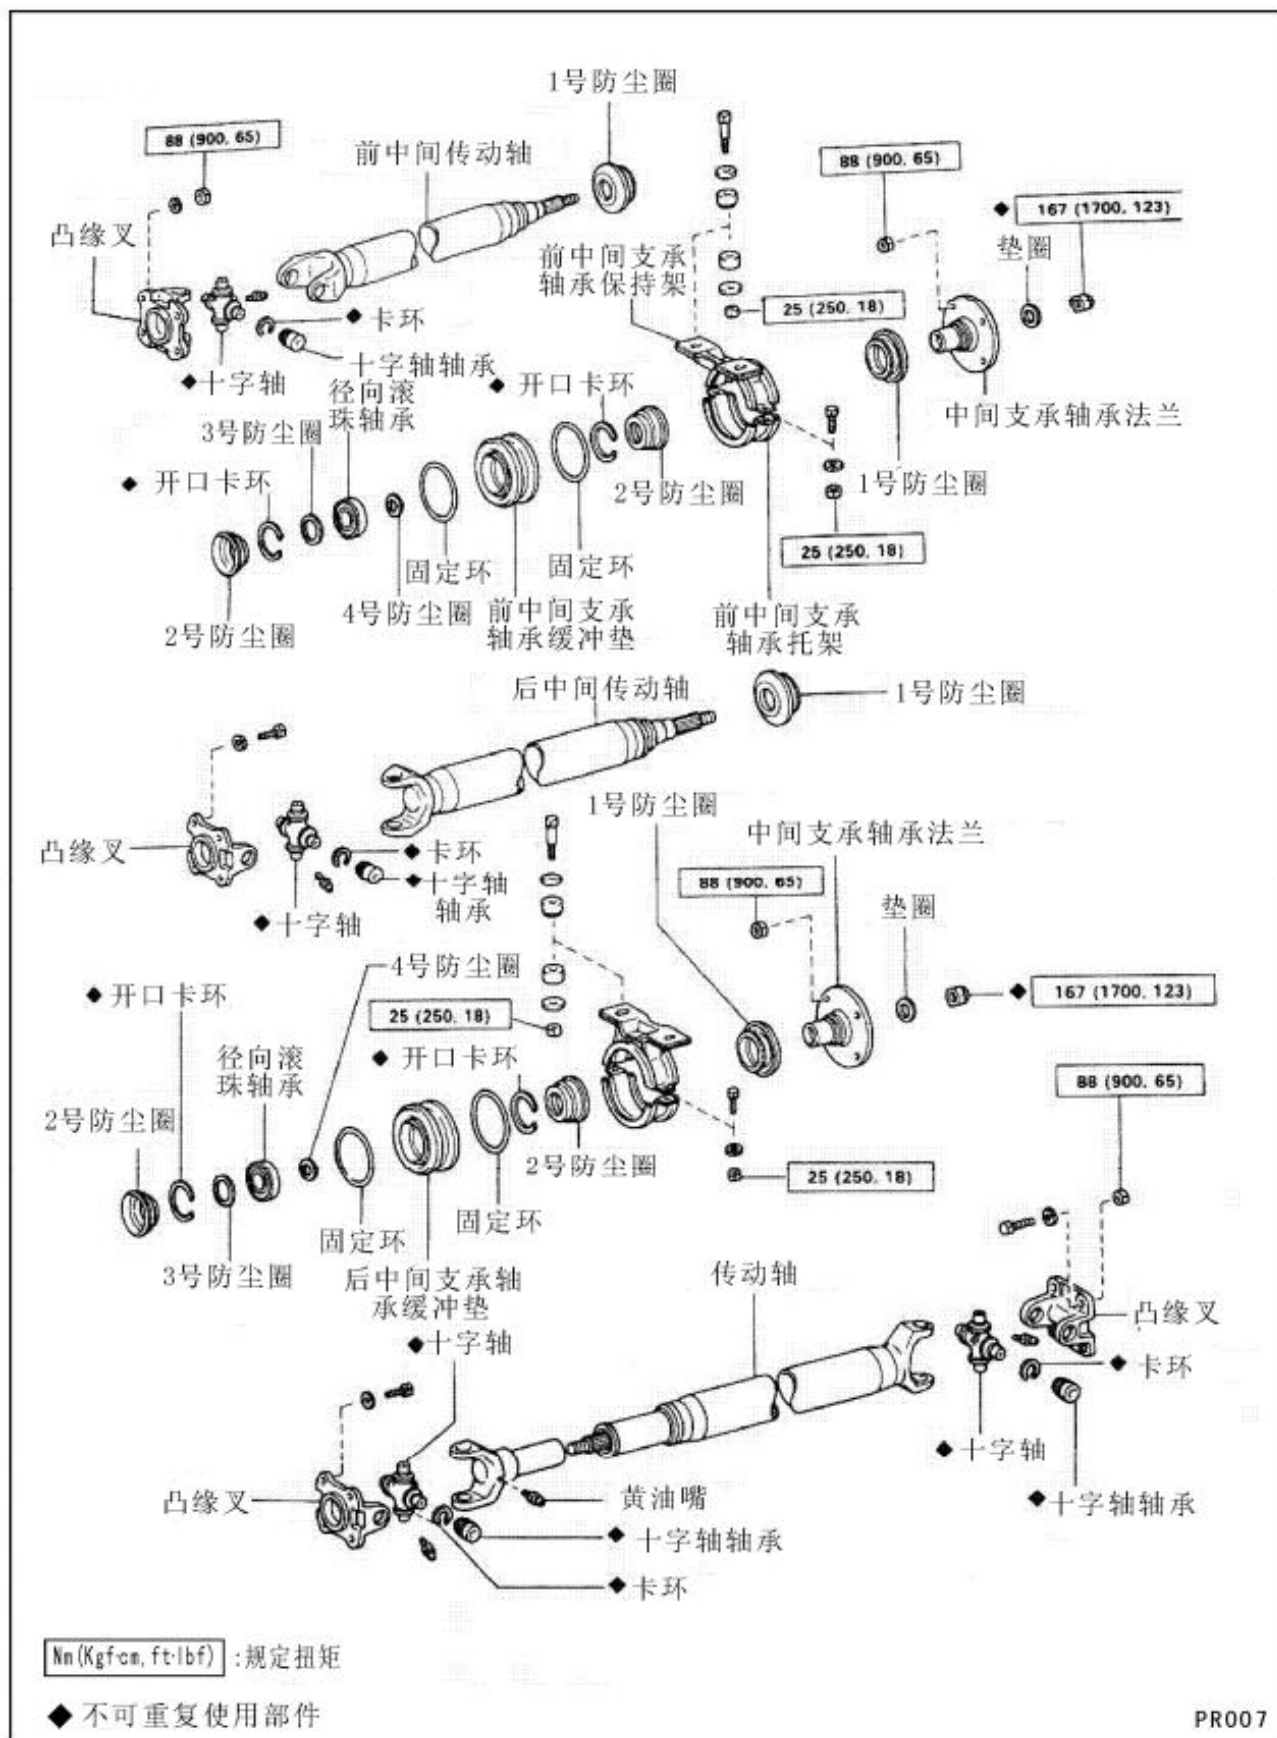 1号防尘圈
88 (900, 65)
前中间传动轴
88 (900, 65)
◆ 167 (1700, 123)
凸缘叉
垫圈
前中间支承
轴承保持架
25 (250, 18)
◆卡环
十字轴轴承
◆十字轴
径向滚
珠轴承
◆ 开口卡环
中间支承轴承法兰
3号防尘圈
◆ 开口卡环
2号防尘圈
1号防尘圈
25 (250, 18)
固定环
固定环
4号防尘圈
前中间支承
轴承缓冲垫
前中间支承
轴承托架
2号防尘圈
后中间传动轴
1号防尘圈
1号防尘圈
中间支承轴承法兰
凸缘叉
◆卡环
◆十字轴
轴承
88 (900, 65)
垫圈
◆十字轴
4号防尘圈
◆开口卡环
◆ 167 (1700, 123)
25 (250, 18)
◆ 开口卡环
径向滚
珠轴承
88 (900, 65)
2号防尘圈
2号防尘圈
25 (250, 18)
固定环
固定环
3号防尘圈
后中间支承轴
承缓冲垫
传动轴
凸缘叉
◆十字轴
◆ 卡环
◆十字轴
凸缘叉
黄油嘴
◆十字轴轴承
◆ 十字轴轴承
◆卡环
Nm(Kgf·cm, ft·lbf) :规定扭矩
◆ 不可重复使用部件
PR007